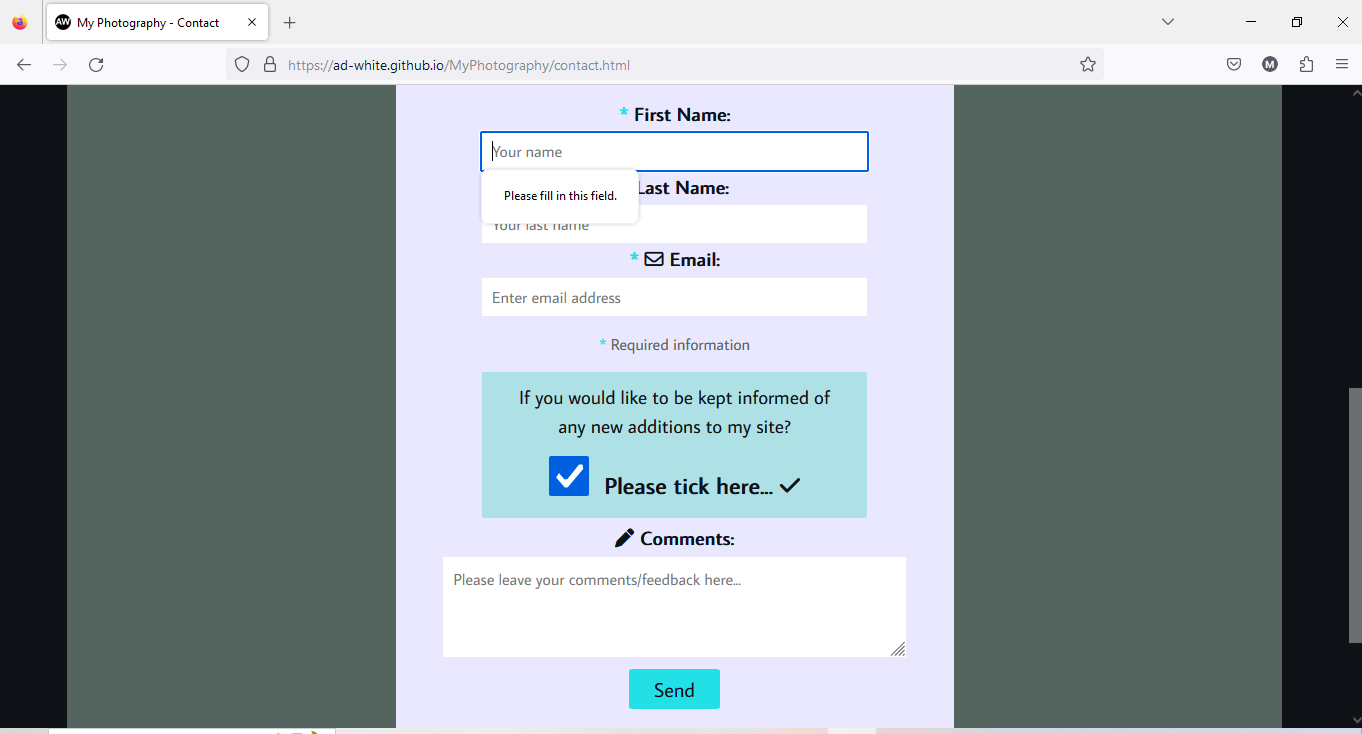 AW My Photography - Contact
https://ad-white.github.io/MyPhotography/contact.html
M
* First Name:
Your name
Please fill in this field.
Last Name:
Your last name
* Email:
Enter email address
* Required information
If you would like to be kept informed of
any new additions to my site?
Please tick here...
Comments:
Please leave your comments/feedback here...
Send